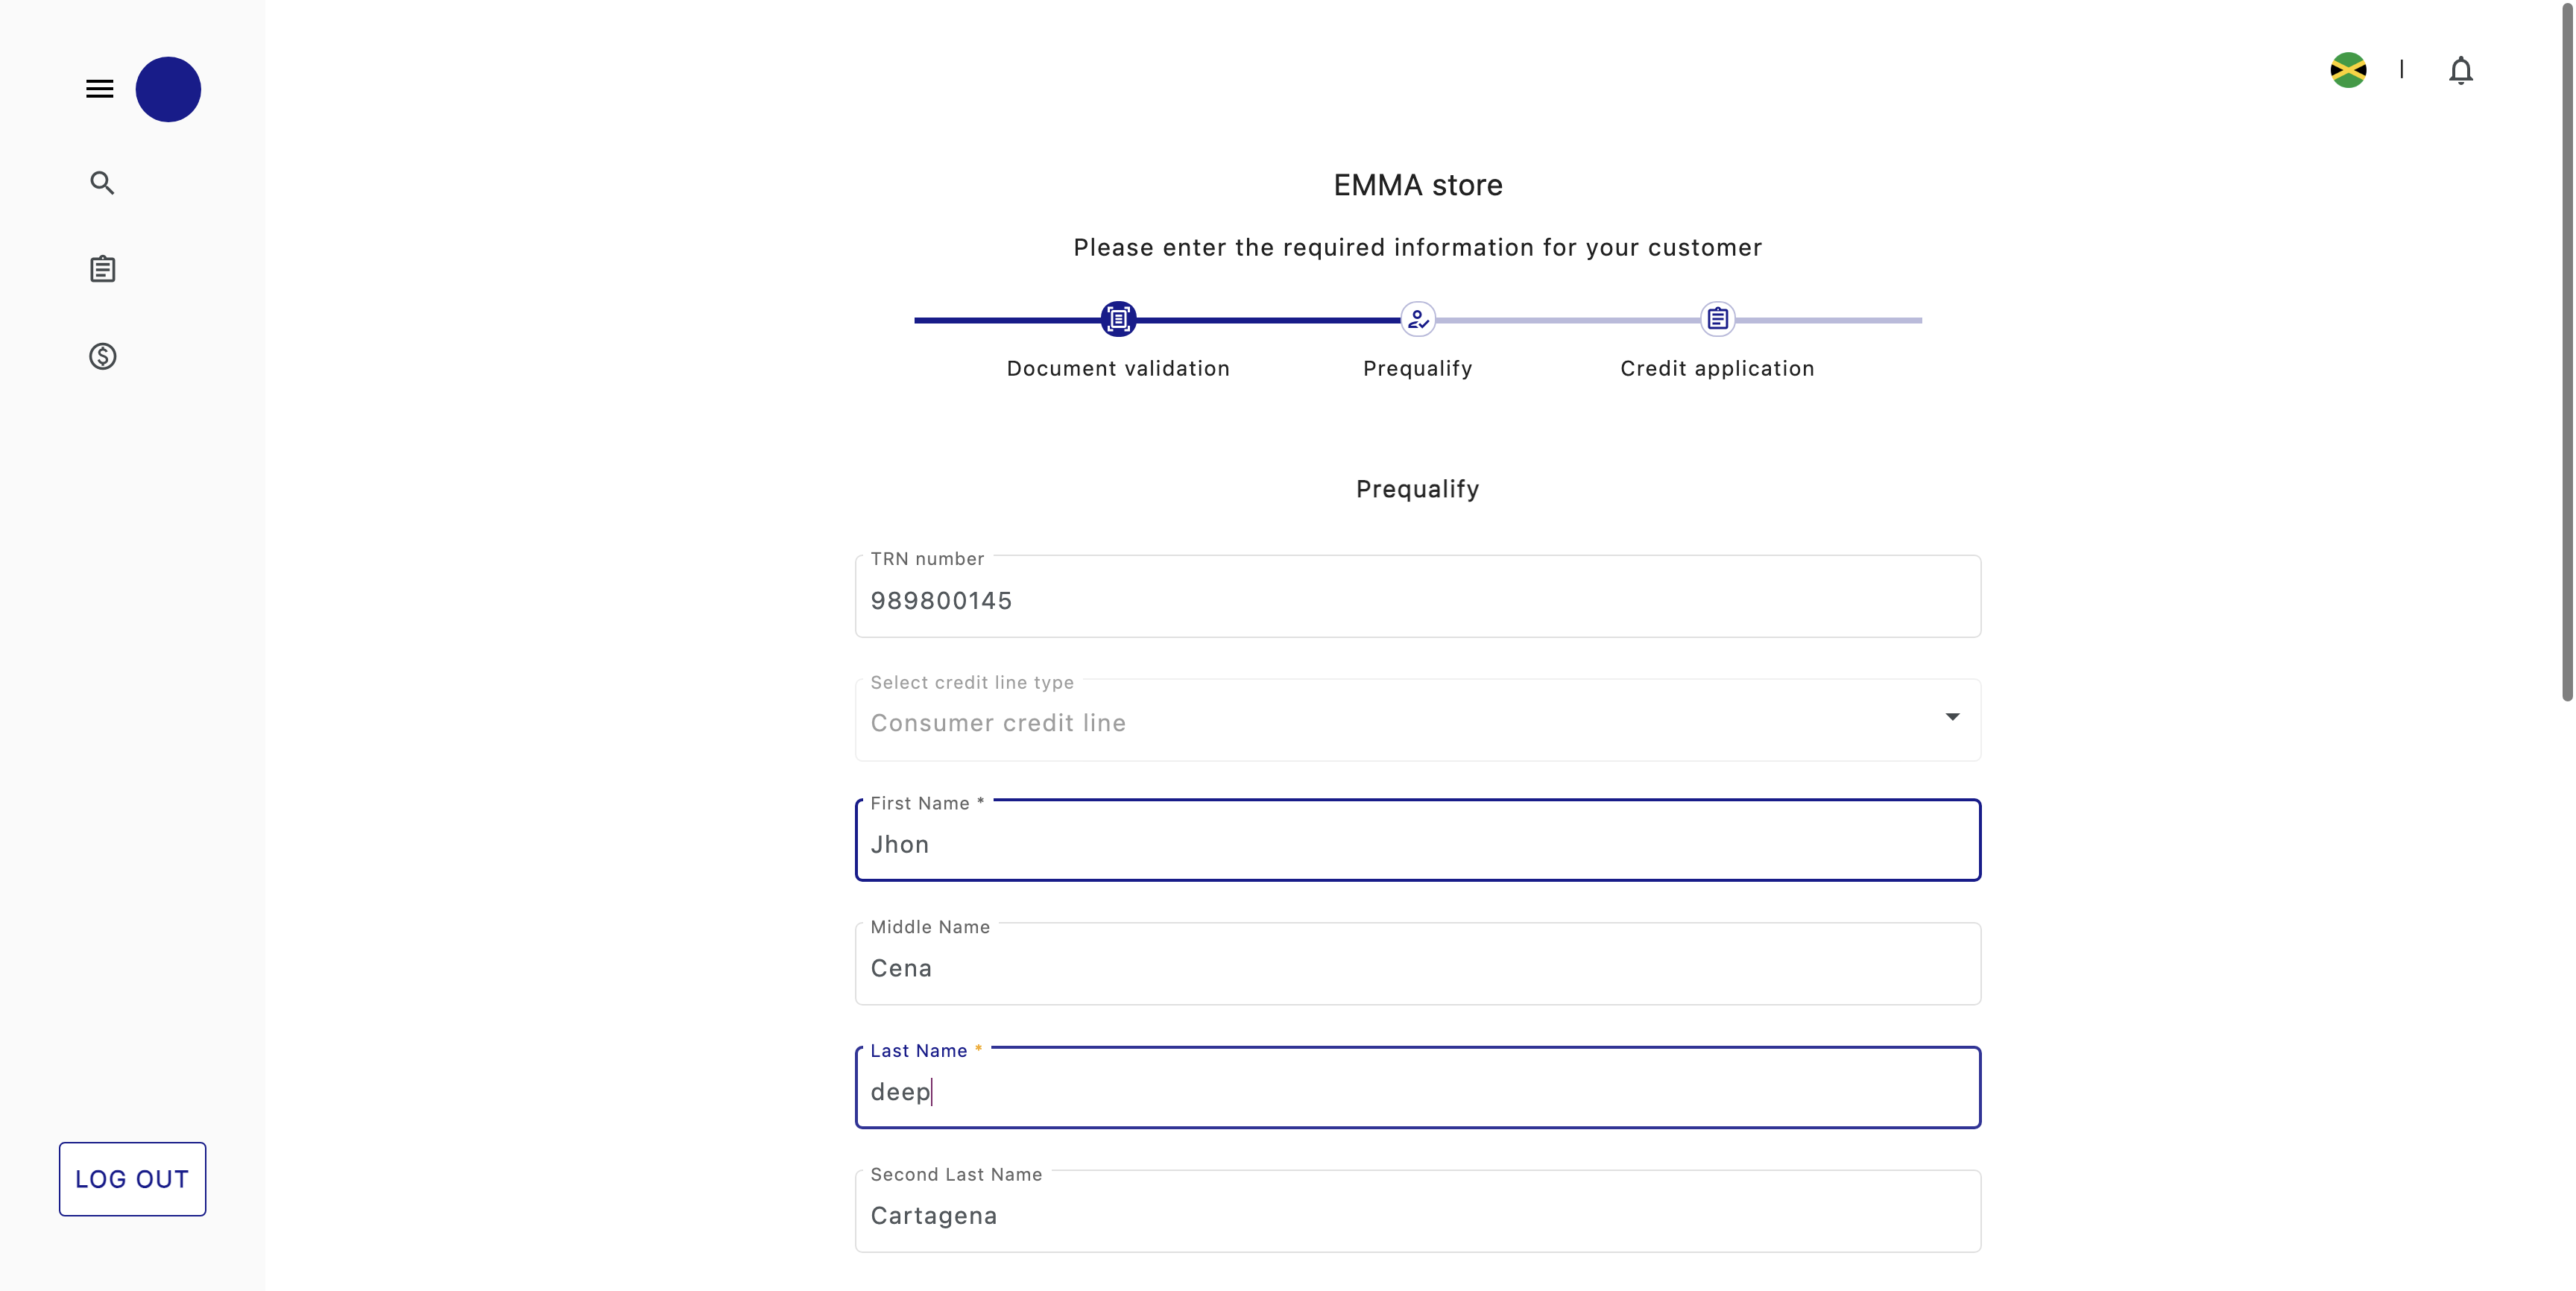 EMMA store
Please enter the required information for your customer
Document validation
Prequalify
Credit application
Prequalify
TRN number
989800145
Select credit line type
Consumer credit line
First Name *
Jhon
Middle Name
Cena
Last Name *
deep
Second Last Name
Cartagena
LOG OUT